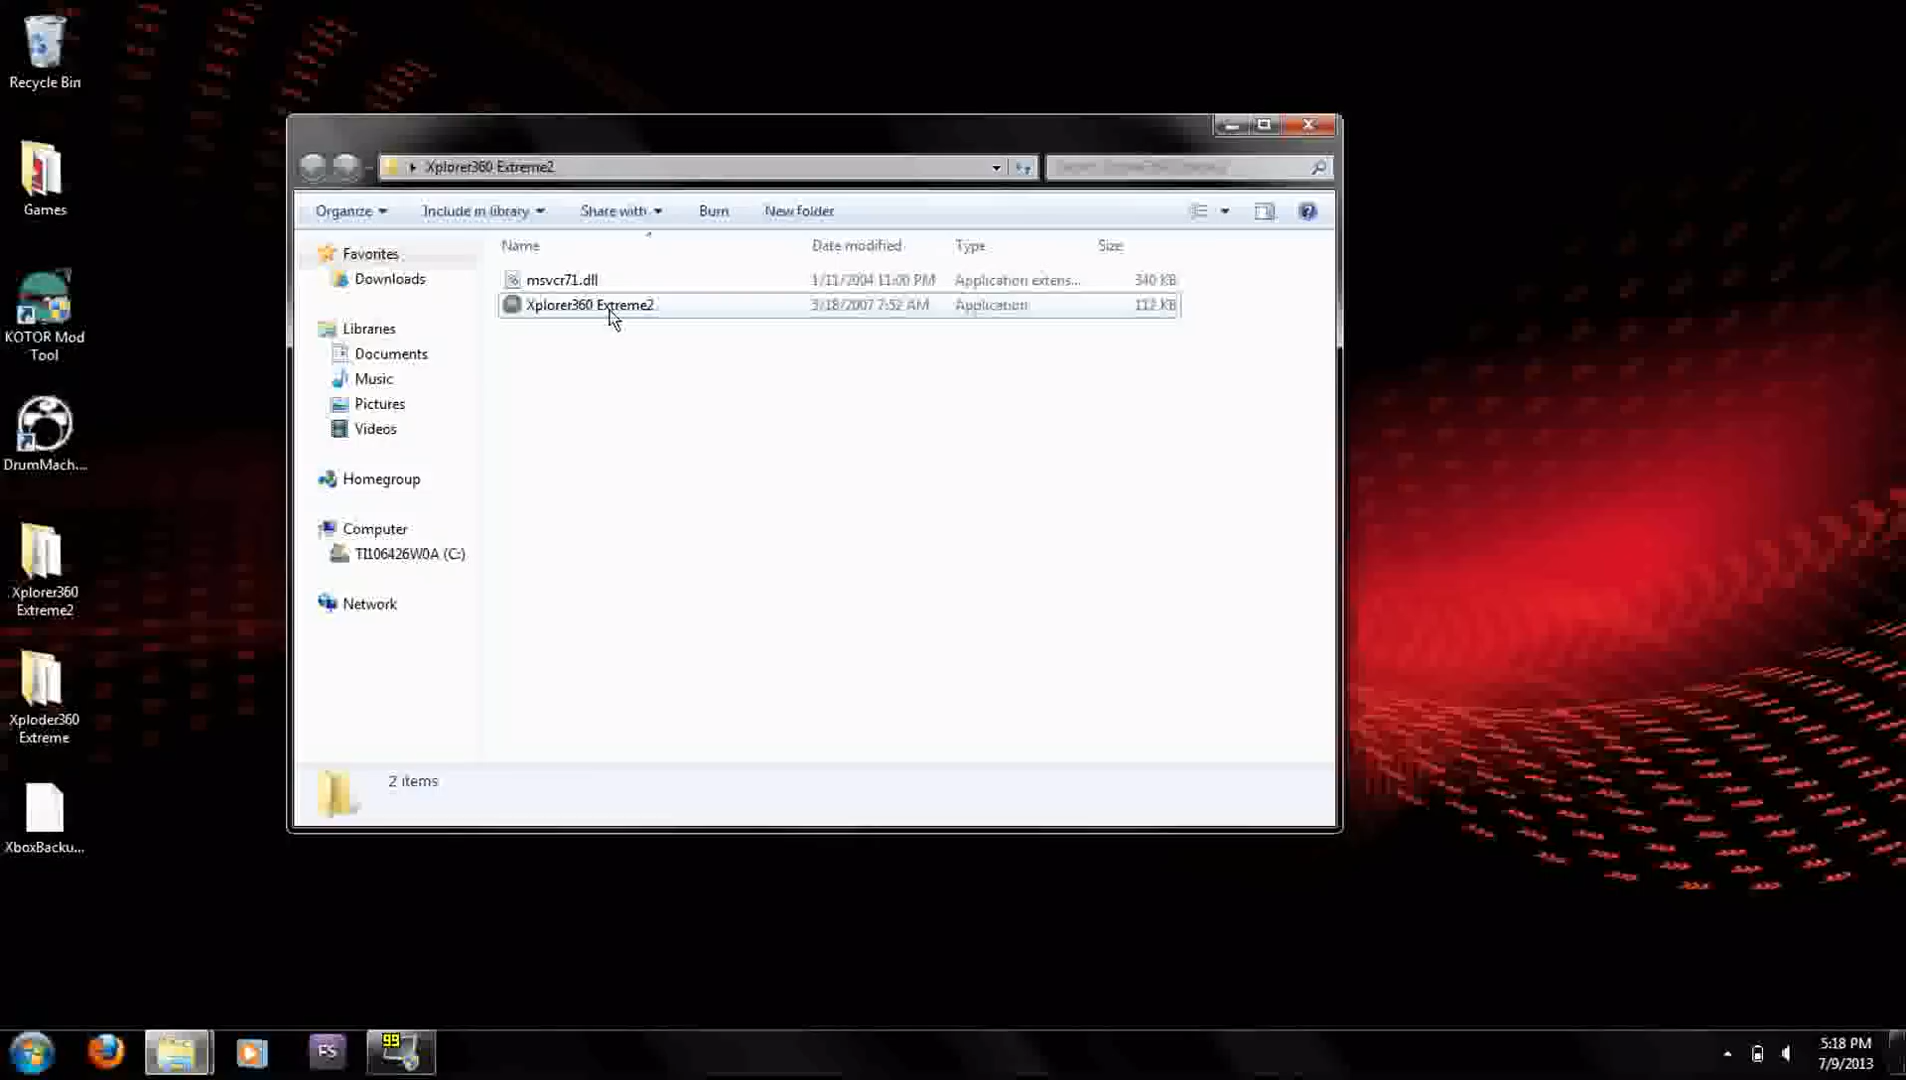 Recycle Bin
Games
KOTOR Mod
Tool
DrumMach...
Xplorer360
Extreme2
Xploder360
Extreme
XboxBacku...
Xplorer360 Extreme2
Organize
Include in library
Share with
Burn
New folder
Name Date modified Type Size
msvcr71.dll 1/11/2004 11:00 PM Application extens... 340 KB
Xplorer360 Extreme2 3/18/2007 7:52 AM Application 112 KB
Favorites
Downloads
Libraries
Documents
Music
Pictures
Videos
Homegroup
Computer
TI106426W0A (C:)
Network
2 items
FS
99
5:18 PM
7/9/2013